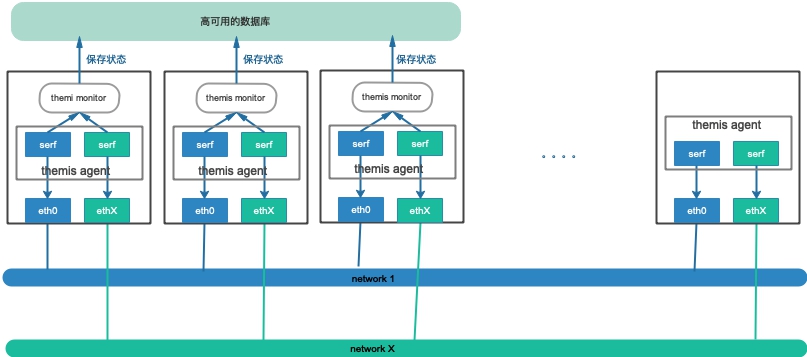 高可用的数据库
保存状态
保存状态
保存状态
themi monitor
themis monitor
themis monitor
serf
serf
themis agent
serf
serf
themis agent
serf
serf
themis agent
. . . .
themis agent
serf
serf
eth0
ethX
eth0
ethX
eth0
ethX
eth0
ethX
network 1
network X